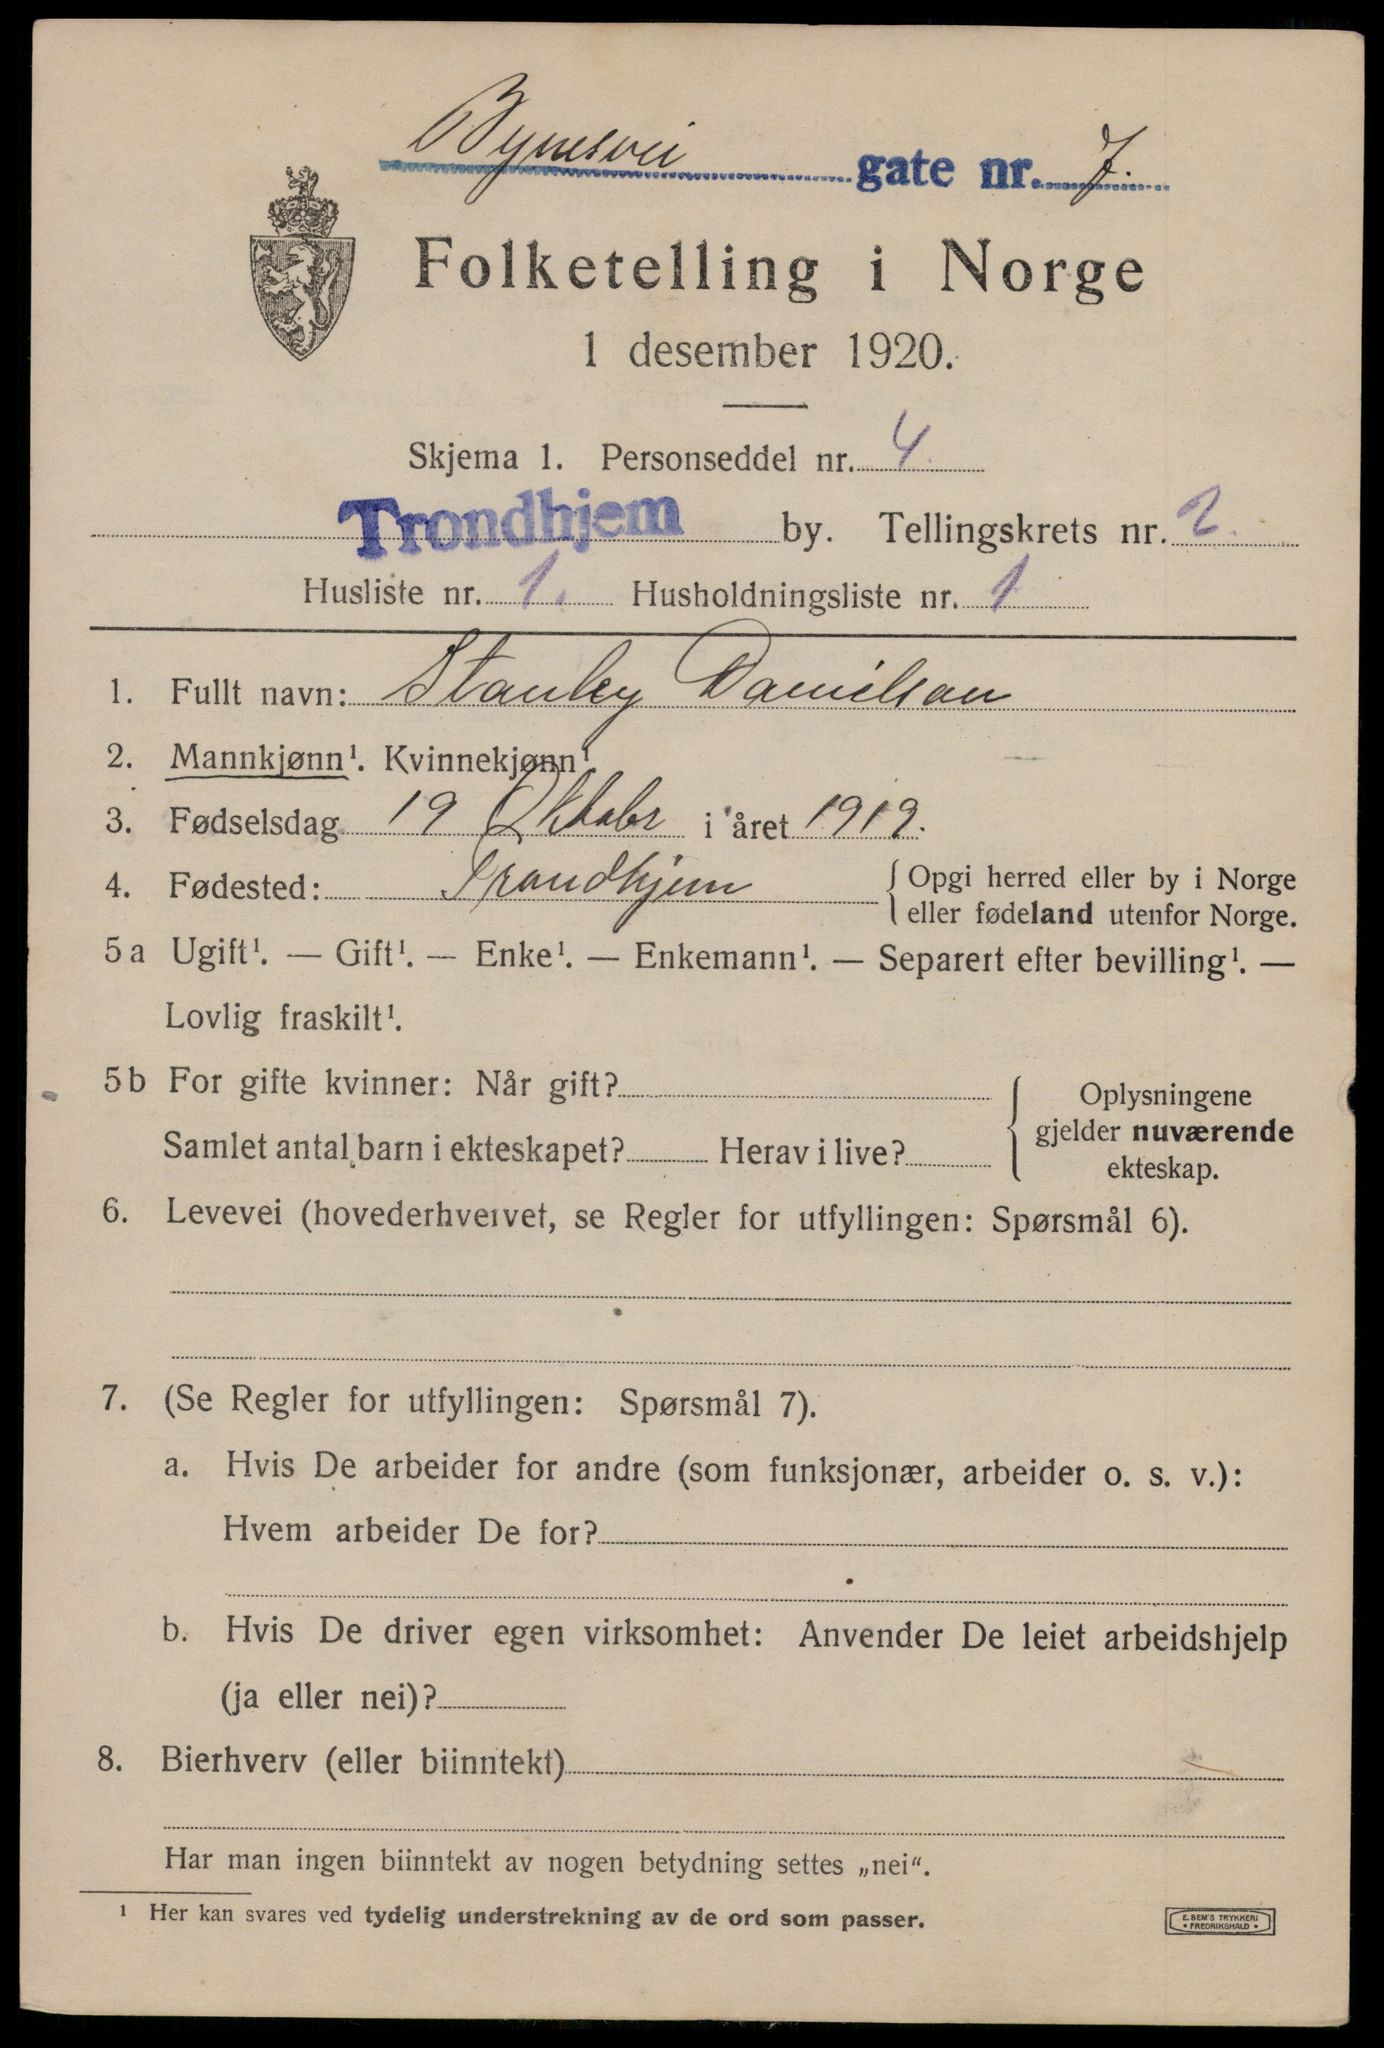 Bynesvei gate nr. 7.
Folketelling i Norge
1 desember 1920.
Skjema 1. Personseddel nr. 4.
Trondhjem by. Tellingskrets nr. 2.
Husliste nr. 1. Husholdningsliste nr. 1
1. Fullt navn: Stanley Danielsen
2. Mannkjønn¹. Kvinnekjønn¹.
3. Fødselsdag 19 Oktober i året 1919.
4. Fødested: Trondhjem { Opgi herred eller by i Norge
eller fødeland utenfor Norge.
5a Ugift¹. — Gift¹. — Enke¹. — Enkemann¹. — Separert efter bevilling¹. —
Lovlig fraskilt¹.
5b For gifte kvinner: Når gift? { Oplysningene
gjelder nuværende
Samlet antal barn i ekteskapet? Herav i live? ekteskap.
6. Levevei (hovederhvervet, se Regler for utfyllingen: Spørsmål 6).
7. (Se Regler for utfyllingen: Spørsmål 7).
a. Hvis De arbeider for andre (som funksjonær, arbeider o. s. v.):
Hvem arbeider De for?
b. Hvis De driver egen virksomhet: Anvender De leiet arbeidshjelp
(ja eller nei)?
8. Bierhverv (eller biinntekt)
Har man ingen biinntekt av nogen betydning settes „nei“.
¹ Her kan svares ved tydelig understrekning av de ord som passer.
E. SEM'S TRYKKERI
* FREDRIKSHALD *